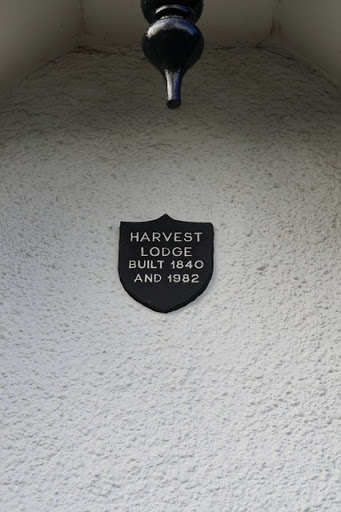 HARVEST
LODGE
BUILT 1840
AND 1982